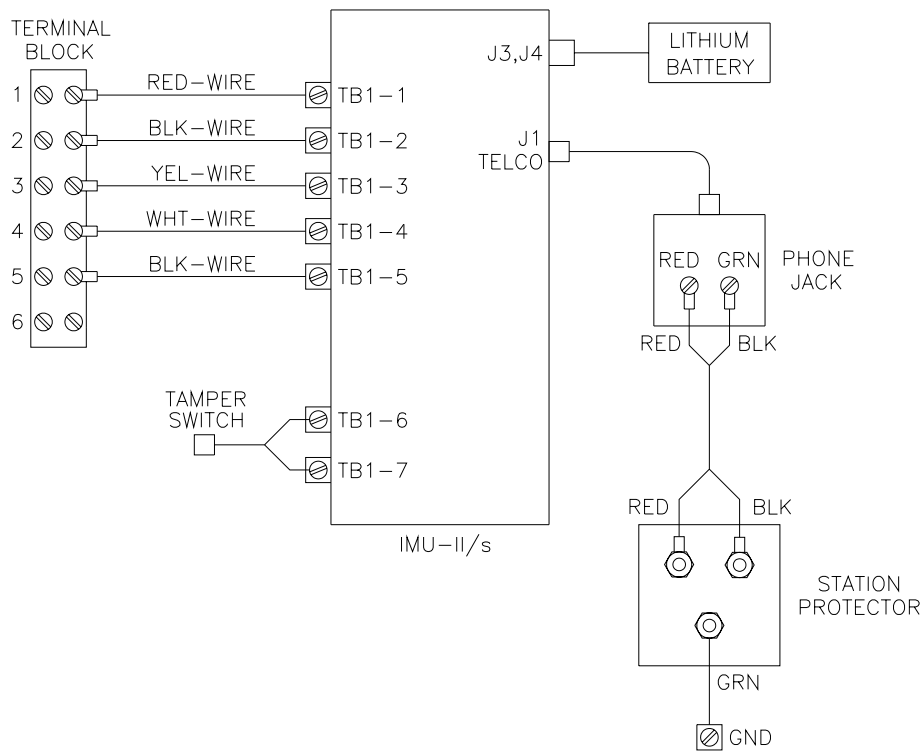 TERMINAL
BLOCK
1
2
3
4
5
6
RED-WIRE
BLK-WIRE
YEL-WIRE
WHT-WIRE
BLK-WIRE
TB1-1
TB1-2
TB1-3
TB1-4
TB1-5
TAMPER
SWITCH
TB1-6
TB1-7
IMU-II/s
J3,J4
LITHIUM
BATTERY
J1
TELCO
RED GRN
PHONE
JACK
RED BLK
RED BLK
STATION
PROTECTOR
GRN
GND